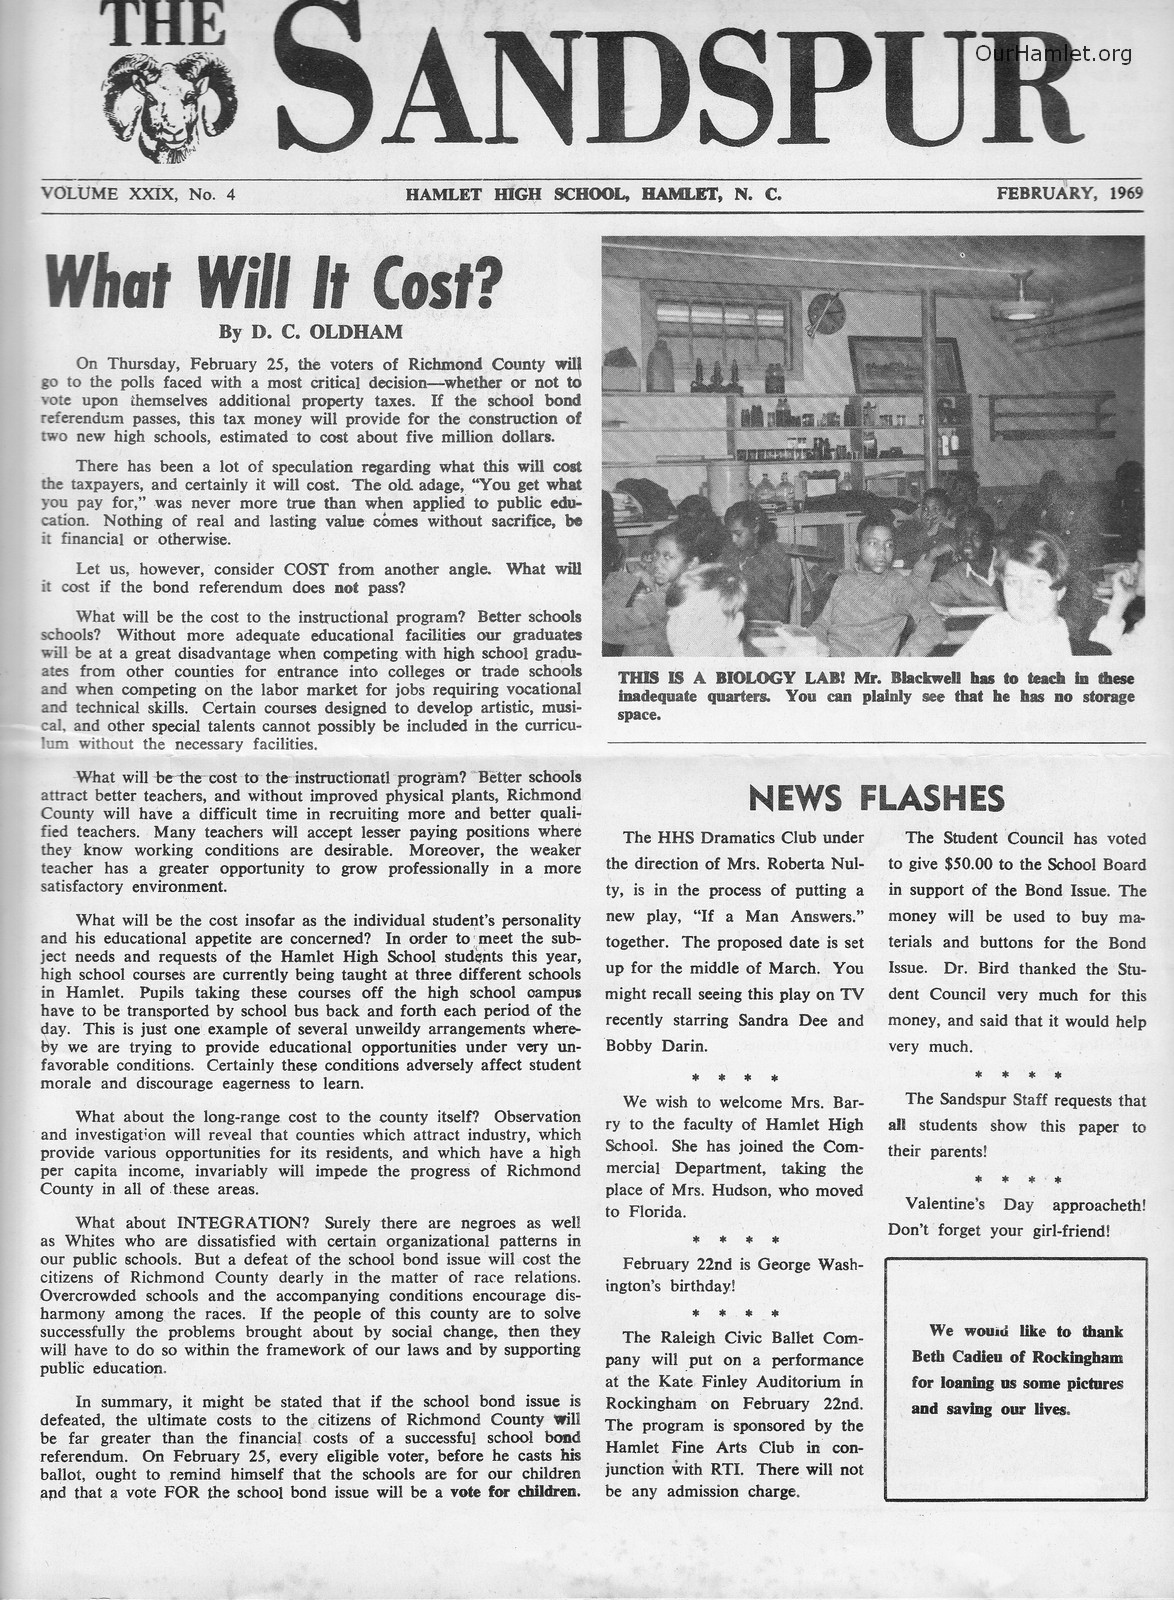 THE
SANDSPUR
OurHamlet.org
VOLUME XXIX, No. 4
HAMLET HIGH SCHOOL, HAMLET, N. C.
FEBRUARY, 1969
What Will It Cost?
By D. C. OLDHAM
On Thursday, February 25, the voters of Richmond County will
go to the polls faced with a most critical decision—whether or not to
vote upon themselves additional property taxes. If the school bond
referendum passes, this tax money will provide for the construction of
two new high schools, estimated to cost about five million dollars.
There has been a lot of speculation regarding what this will cost
the taxpayers, and certainly it will cost. The old adage, “You get what
you pay for,” was never more true than when applied to public edu-
cation. Nothing of real and lasting value comes without sacrifice, be
it financial or otherwise.
Let us, however, consider COST from another angle. What will
it cost if the bond referendum does not pass?
What will be the cost to the instructional program? Better schools
schools? Without more adequate educational facilities our graduates
will be at a great disadvantage when competing with high school gradu-
ates from other counties for entrance into colleges or trade schools
and when competing on the labor market for jobs requiring vocational
and technical skills. Certain courses designed to develop artistic, musi-
cal, and other special talents cannot possibly be included in the curricu-
lum without the necessary facilities.
What will be the cost to the instructionatl program? Better schools
attract better teachers, and without improved physical plants, Richmond
County will have a difficult time in recruiting more and better quali-
fied teachers. Many teachers will accept lesser paying positions where
they know working conditions are desirable. Moreover, the weaker
teacher has a greater opportunity to grow professionally in a more
satisfactory environment.
What will be the cost insofar as the individual student’s personality
and his educational appetite are concerned? In order to meet the sub-
ject needs and requests of the Hamlet High School students this year,
high school courses are currently being taught at three different schools
in Hamlet. Pupils taking these courses off the high school campus
have to be transported by school bus back and forth each period of the
day. This is just one example of several unweildy arrangements where-
by we are trying to provide educational opportunities under very un-
favorable conditions. Certainly these conditions adversely affect student
morale and discourage eagerness to learn.
What about the long-range cost to the county itself? Observation
and investigation will reveal that counties which attract industry, which
provide various opportunities for its residents, and which have a high
per capita income, invariably will impede the progress of Richmond
County in all of these areas.
What about INTEGRATION? Surely there are negroes as well
as Whites who are dissatisfied with certain organizational patterns in
our public schools. But a defeat of the school bond issue will cost the
citizens of Richmond County dearly in the matter of race relations.
Overcrowded schools and the accompanying conditions encourage dis-
harmony among the races. If the people of this county are to solve
successfully the problems brought about by social change, then they
will have to do so within the framework of our laws and by supporting
public education.
In summary, it might be stated that if the school bond issue is
defeated, the ultimate costs to the citizens of Richmond County will
be far greater than the financial costs of a successful school bond
referendum. On February 25, every eligible voter, before he casts his
ballot, ought to remind himself that the schools are for our children
and that a vote FOR the school bond issue will be a vote for children.
THIS IS A BIOLOGY LAB! Mr. Blackwell has to teach in these
inadequate quarters. You can plainly see that he has no storage
space.
NEWS FLASHES
The HHS Dramatics Club under
the direction of Mrs. Roberta Nul-
ty, is in the process of putting a
new play, “If a Man Answers.”
together. The proposed date is set
up for the middle of March. You
might recall seeing this play on TV
recently starring Sandra Dee and
Bobby Darin.
* * * *
We wish to welcome Mrs. Bar-
ry to the faculty of Hamlet High
School. She has joined the Com-
mercial Department, taking the
place of Mrs. Hudson, who moved
to Florida.
* * * *
February 22nd is George Wash-
ington’s birthday!
* * * *
The Raleigh Civic Ballet Com-
pany will put on a performance
at the Kate Finley Auditorium in
Rockingham on February 22nd.
The program is sponsored by the
Hamlet Fine Arts Club in con-
junction with RTI. There will not
be any admission charge.
The Student Council has voted
to give $50.00 to the School Board
in support of the Bond Issue. The
money will be used to buy ma-
terials and buttons for the Bond
Issue. Dr. Bird thanked the Stu-
dent Council very much for this
money, and said that it would help
very much.
* * * *
The Sandspur Staff requests that
all students show this paper to
their parents!
* * * *
Valentine’s Day approacheth!
Don’t forget your girl-friend!
We would like to thank
Beth Cadieu of Rockingham
for loaning us some pictures
and saving our lives.